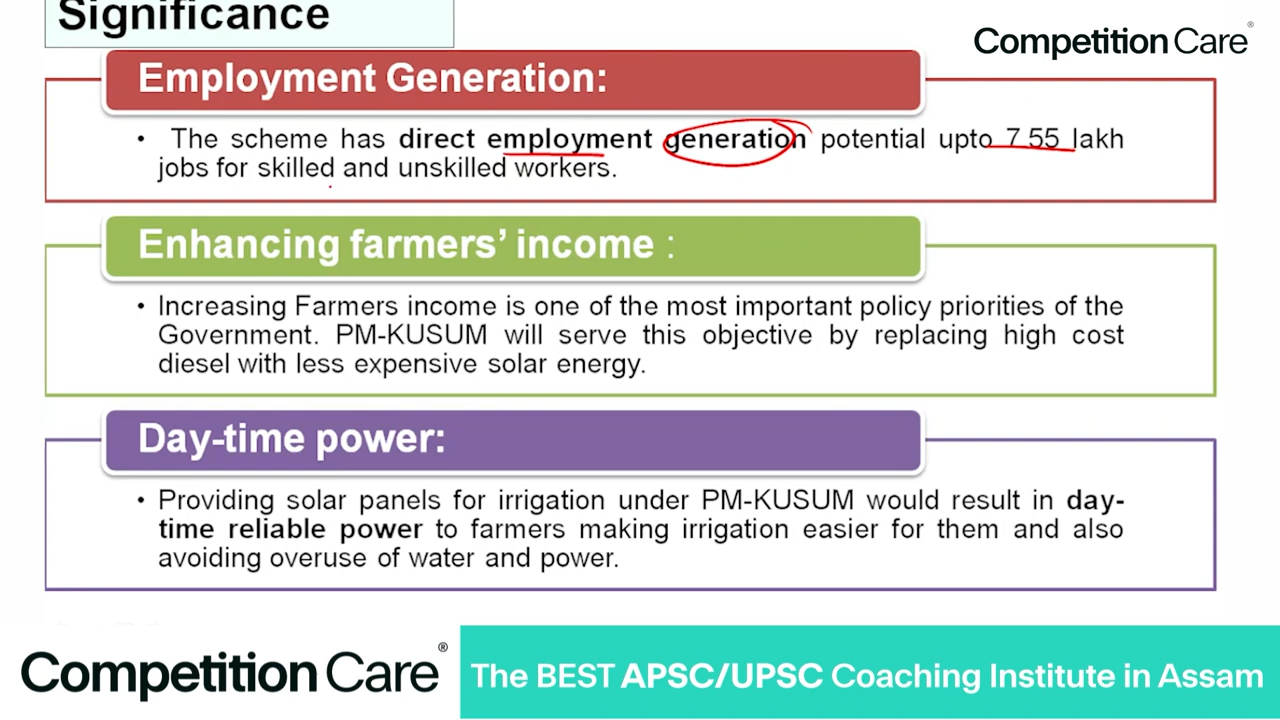 Significance
Competition Care®
Employment Generation:
• The scheme has direct employment generation potential upto 7.55 lakh
jobs for skilled and unskilled workers.
Enhancing farmers’ income :
• Increasing Farmers income is one of the most important policy priorities of the
Government. PM-KUSUM will serve this objective by replacing high cost
diesel with less expensive solar energy.
Day-time power:
• Providing solar panels for irrigation under PM-KUSUM would result in day-
time reliable power to farmers making irrigation easier for them and also
avoiding overuse of water and power.
Competition Care®
The BEST APSC/UPSC Coaching Institute in Assam